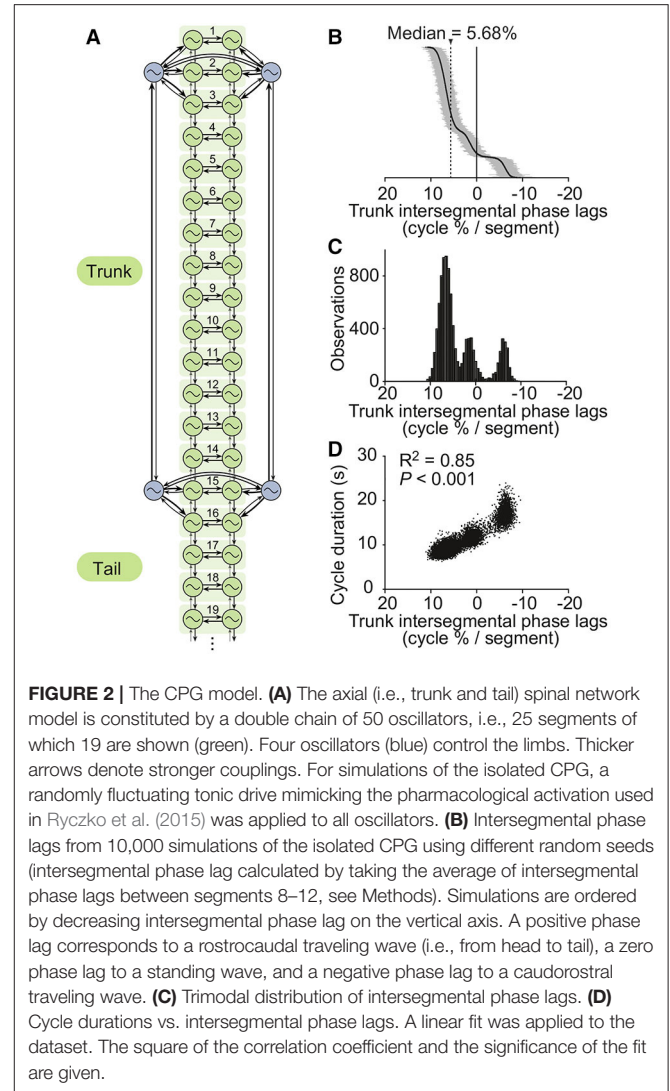 A
1
2
3
4
5
6
7
8
9
10
11
12
13
14
15
16
17
18
19
⋮
Trunk
Tail
B
Median = 5.68%
20 10 0 -10 -20
Trunk intersegmental phase lags
(cycle % / segment)
C
Observations
800
400
0
20 10 0 -10 -20
Trunk intersegmental phase lags
(cycle % / segment)
D
Cycle duration (s)
30
20
10
0
R² = 0.85
P < 0.001
20 10 0 -10 -20
Trunk intersegmental phase lags
(cycle % / segment)
FIGURE 2 | The CPG model. (A) The axial (i.e., trunk and tail) spinal network
model is constituted by a double chain of 50 oscillators, i.e., 25 segments of
which 19 are shown (green). Four oscillators (blue) control the limbs. Thicker
arrows denote stronger couplings. For simulations of the isolated CPG, a
randomly fluctuating tonic drive mimicking the pharmacological activation used
in Ryczko et al. (2015) was applied to all oscillators. (B) Intersegmental phase
lags from 10,000 simulations of the isolated CPG using different random seeds
(intersegmental phase lag calculated by taking the average of intersegmental
phase lags between segments 8–12, see Methods). Simulations are ordered
by decreasing intersegmental phase lag on the vertical axis. A positive phase
lag corresponds to a rostrocaudal traveling wave (i.e., from head to tail), a zero
phase lag to a standing wave, and a negative phase lag to a caudorostral
traveling wave. (C) Trimodal distribution of intersegmental phase lags. (D)
Cycle durations vs. intersegmental phase lags. A linear fit was applied to the
dataset. The square of the correlation coefficient and the significance of the fit
are given.